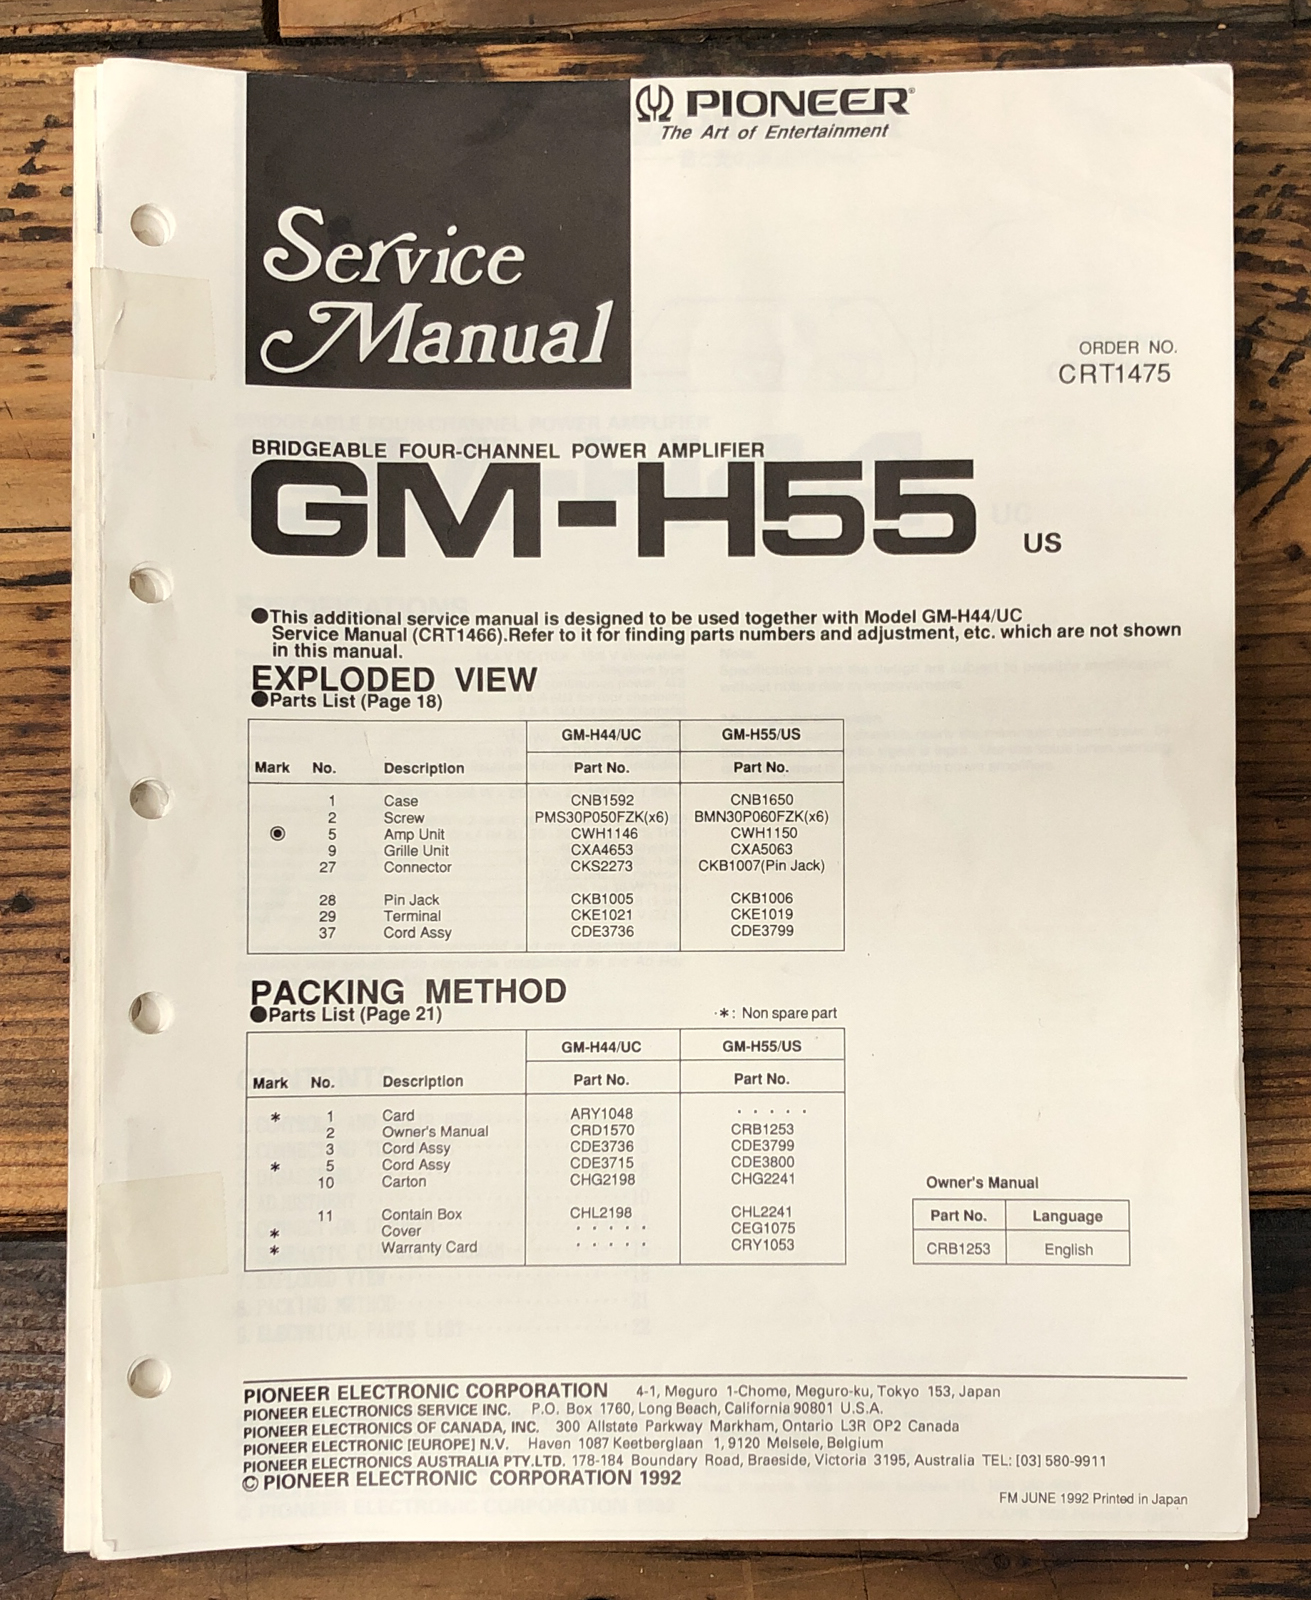 PIONEER®
The Art of Entertainment
Service
Manual
ORDER NO.
CRT1475
BRIDGEABLE FOUR-CHANNEL POWER AMPLIFIER
GM-H55 US
●This additional service manual is designed to be used together with Model GM-H44/UC
Service Manual (CRT1466).Refer to it for finding parts numbers and adjustment, etc. which are not shown
in this manual.
EXPLODED VIEW
●Parts List (Page 18)
GM-H44/UC GM-H55/US
Mark No. Description Part No. Part No.
1 Case CNB1592 CNB1650
2 Screw PMS30P050FZK(x6) BMN30P060FZK(x6)
◉ 5 Amp Unit CWH1146 CWH1150
9 Grille Unit CXA4653 CXA5063
27 Connector CKS2273 CKB1007(Pin Jack)
28 Pin Jack CKB1005 CKB1006
29 Terminal CKE1021 CKE1019
37 Cord Assy CDE3736 CDE3799
PACKING METHOD
●Parts List (Page 21) ·*: Non spare part
GM-H44/UC GM-H55/US
Mark No. Description Part No. Part No.
* 1 Card ARY1048 · · · · ·
2 Owner's Manual CRD1570 CRB1253
3 Cord Assy CDE3736 CDE3799
* 5 Cord Assy CDE3715 CDE3800
10 Carton CHG2198 CHG2241
11 Contain Box CHL2198 CHL2241
* Cover · · · · · CEG1075
* Warranty Card · · · · · CRY1053
Owner's Manual
Part No. Language
CRB1253 English
PIONEER ELECTRONIC CORPORATION 4-1, Meguro 1-Chome, Meguro-ku, Tokyo 153, Japan
PIONEER ELECTRONICS SERVICE INC. P.O. Box 1760, Long Beach, California 90801 U.S.A.
PIONEER ELECTRONICS OF CANADA, INC. 300 Allstate Parkway Markham, Ontario L3R OP2 Canada
PIONEER ELECTRONIC [EUROPE] N.V. Haven 1087 Keetberglaan 1, 9120 Melsele, Belgium
PIONEER ELECTRONICS AUSTRALIA PTY.LTD. 178-184 Boundary Road, Braeside, Victoria 3195, Australia TEL: [03] 580-9911
© PIONEER ELECTRONIC CORPORATION 1992
FM JUNE 1992 Printed in Japan